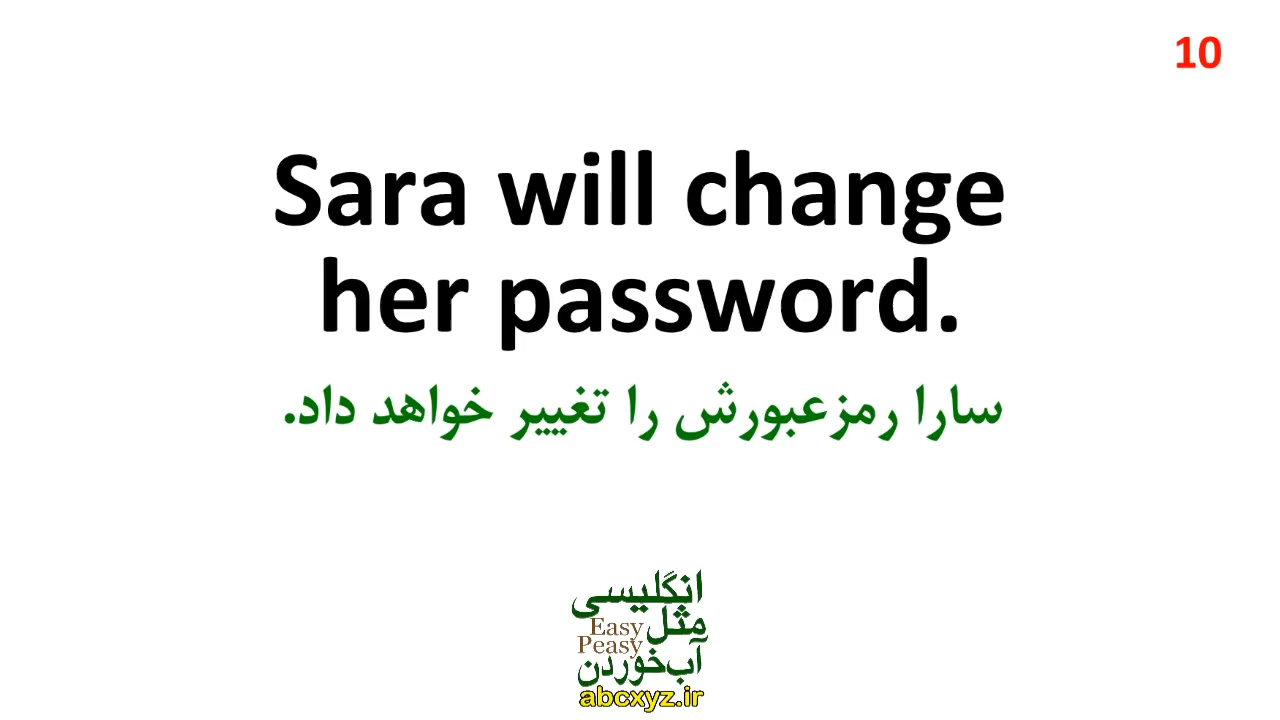 10
Sara will change
her password.
سارا رمزعبورش را تغییر خواهد داد.
انگلیسی
مثل
Easy
Peasy
آب‌خوردن
abcxyz.ir